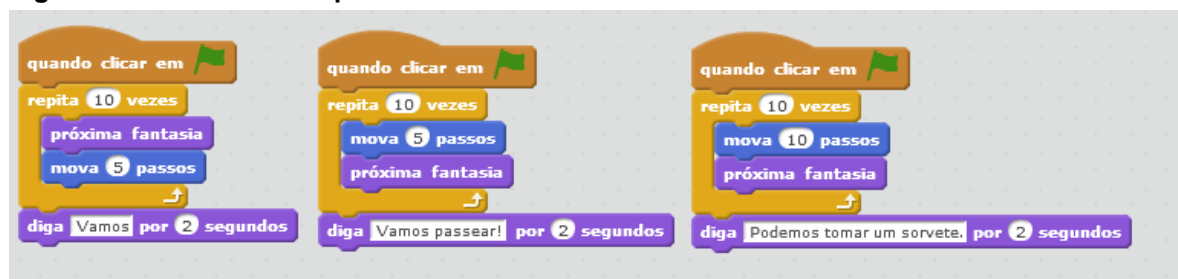 quando clicar em
repita 10 vezes
próxima fantasia
mova 5 passos
diga Vamos por 2 segundos
quando clicar em
repita 10 vezes
mova 5 passos
próxima fantasia
diga Vamos passear! por 2 segundos
quando clicar em
repita 10 vezes
mova 10 passos
próxima fantasia
diga Podemos tomar um sorvete. por 2 segundos